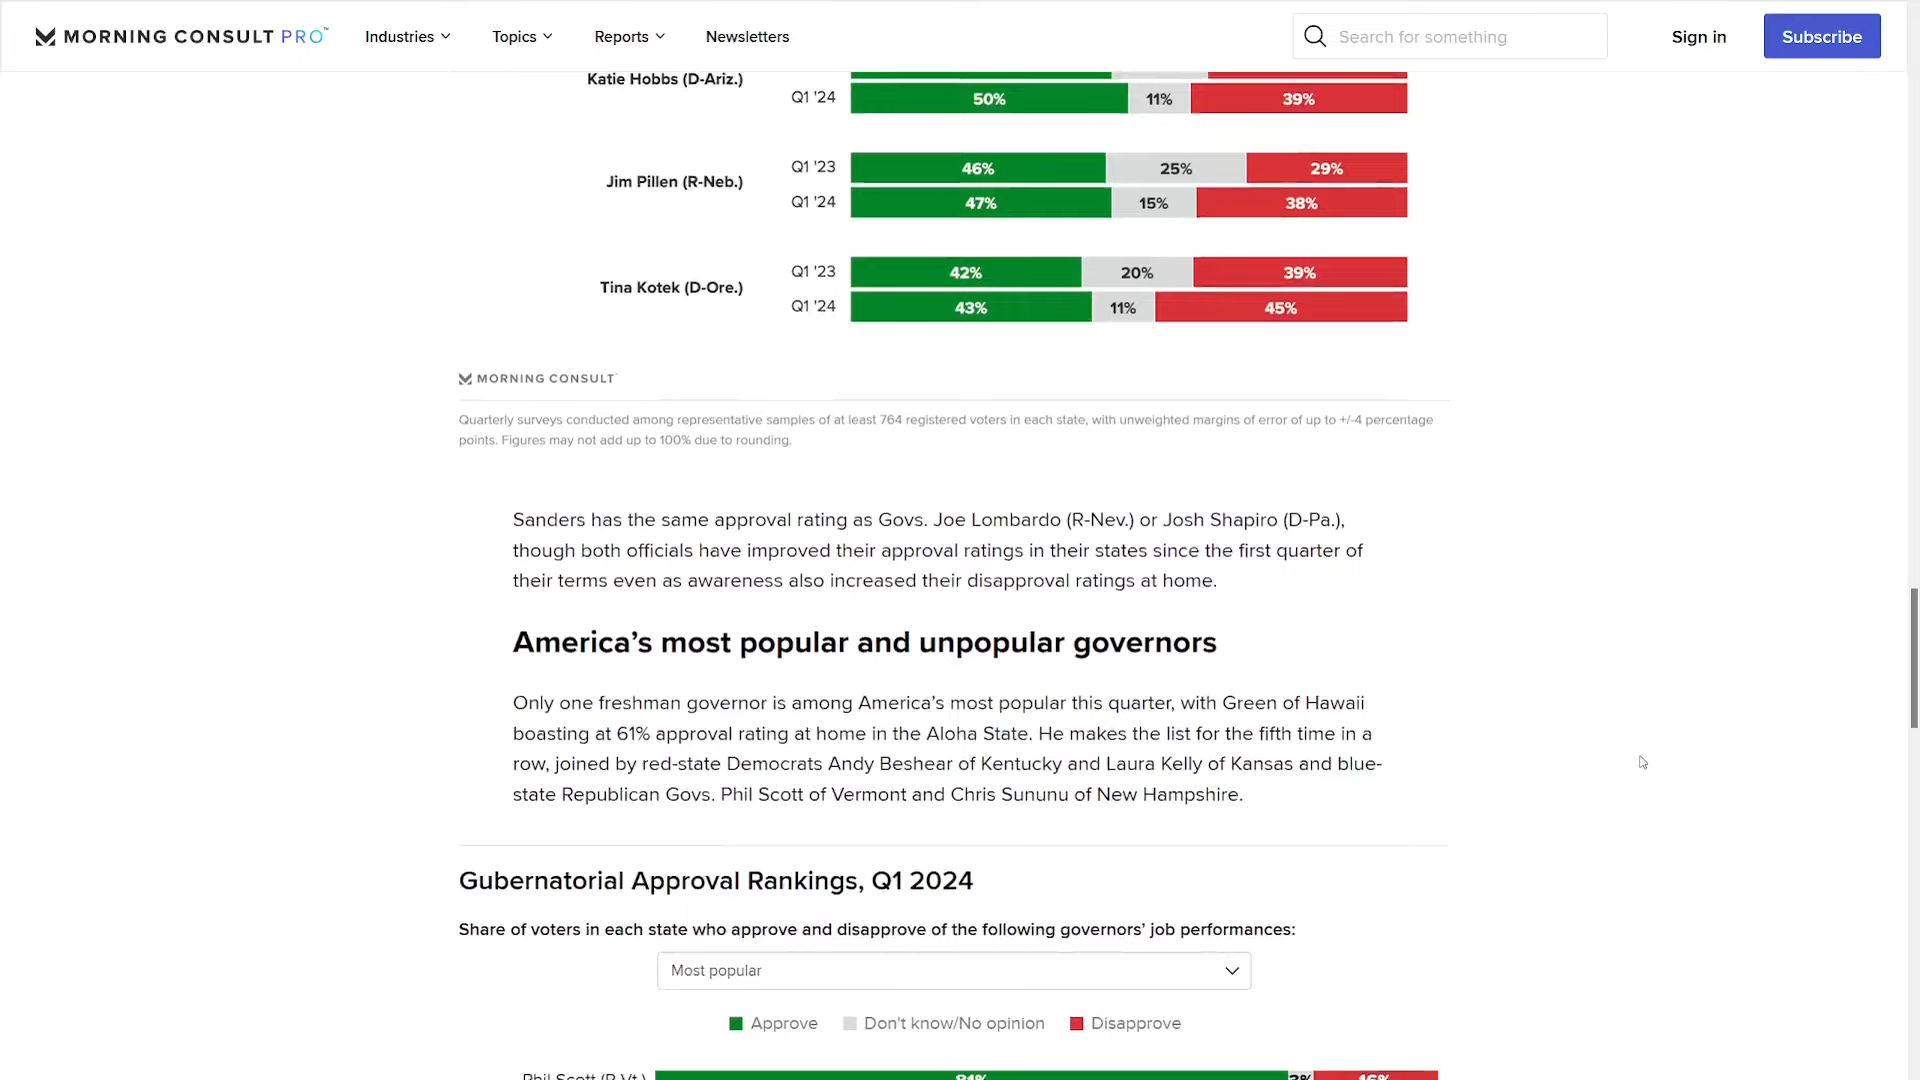 MORNING CONSULT PRO™ Industries Topics Reports Newsletters Search for something Sign in Subscribe
Katie Hobbs (D-Ariz.)
Q1 '24 50% 11% 39%
Q1 '23 46% 25% 29%
Jim Pillen (R-Neb.)
Q1 '24 47% 15% 38%
Q1 '23 42% 20% 39%
Tina Kotek (D-Ore.)
Q1 '24 43% 11% 45%
MORNING CONSULT
Quarterly surveys conducted among representative samples of at least 764 registered voters in each state, with unweighted margins of error of up to +/-4 percentage
points. Figures may not add up to 100% due to rounding.
Sanders has the same approval rating as Govs. Joe Lombardo (R-Nev.) or Josh Shapiro (D-Pa.),
though both officials have improved their approval ratings in their states since the first quarter of
their terms even as awareness also increased their disapproval ratings at home.
America's most popular and unpopular governors
Only one freshman governor is among America's most popular this quarter, with Green of Hawaii
boasting at 61% approval rating at home in the Aloha State. He makes the list for the fifth time in a
row, joined by red-state Democrats Andy Beshear of Kentucky and Laura Kelly of Kansas and blue-
state Republican Govs. Phil Scott of Vermont and Chris Sununu of New Hampshire.
Gubernatorial Approval Rankings, Q1 2024
Share of voters in each state who approve and disapprove of the following governors' job performances:
Most popular
Approve Don't know/No opinion Disapprove
Phil Scott (R-Vt.) 81% 3% 16%